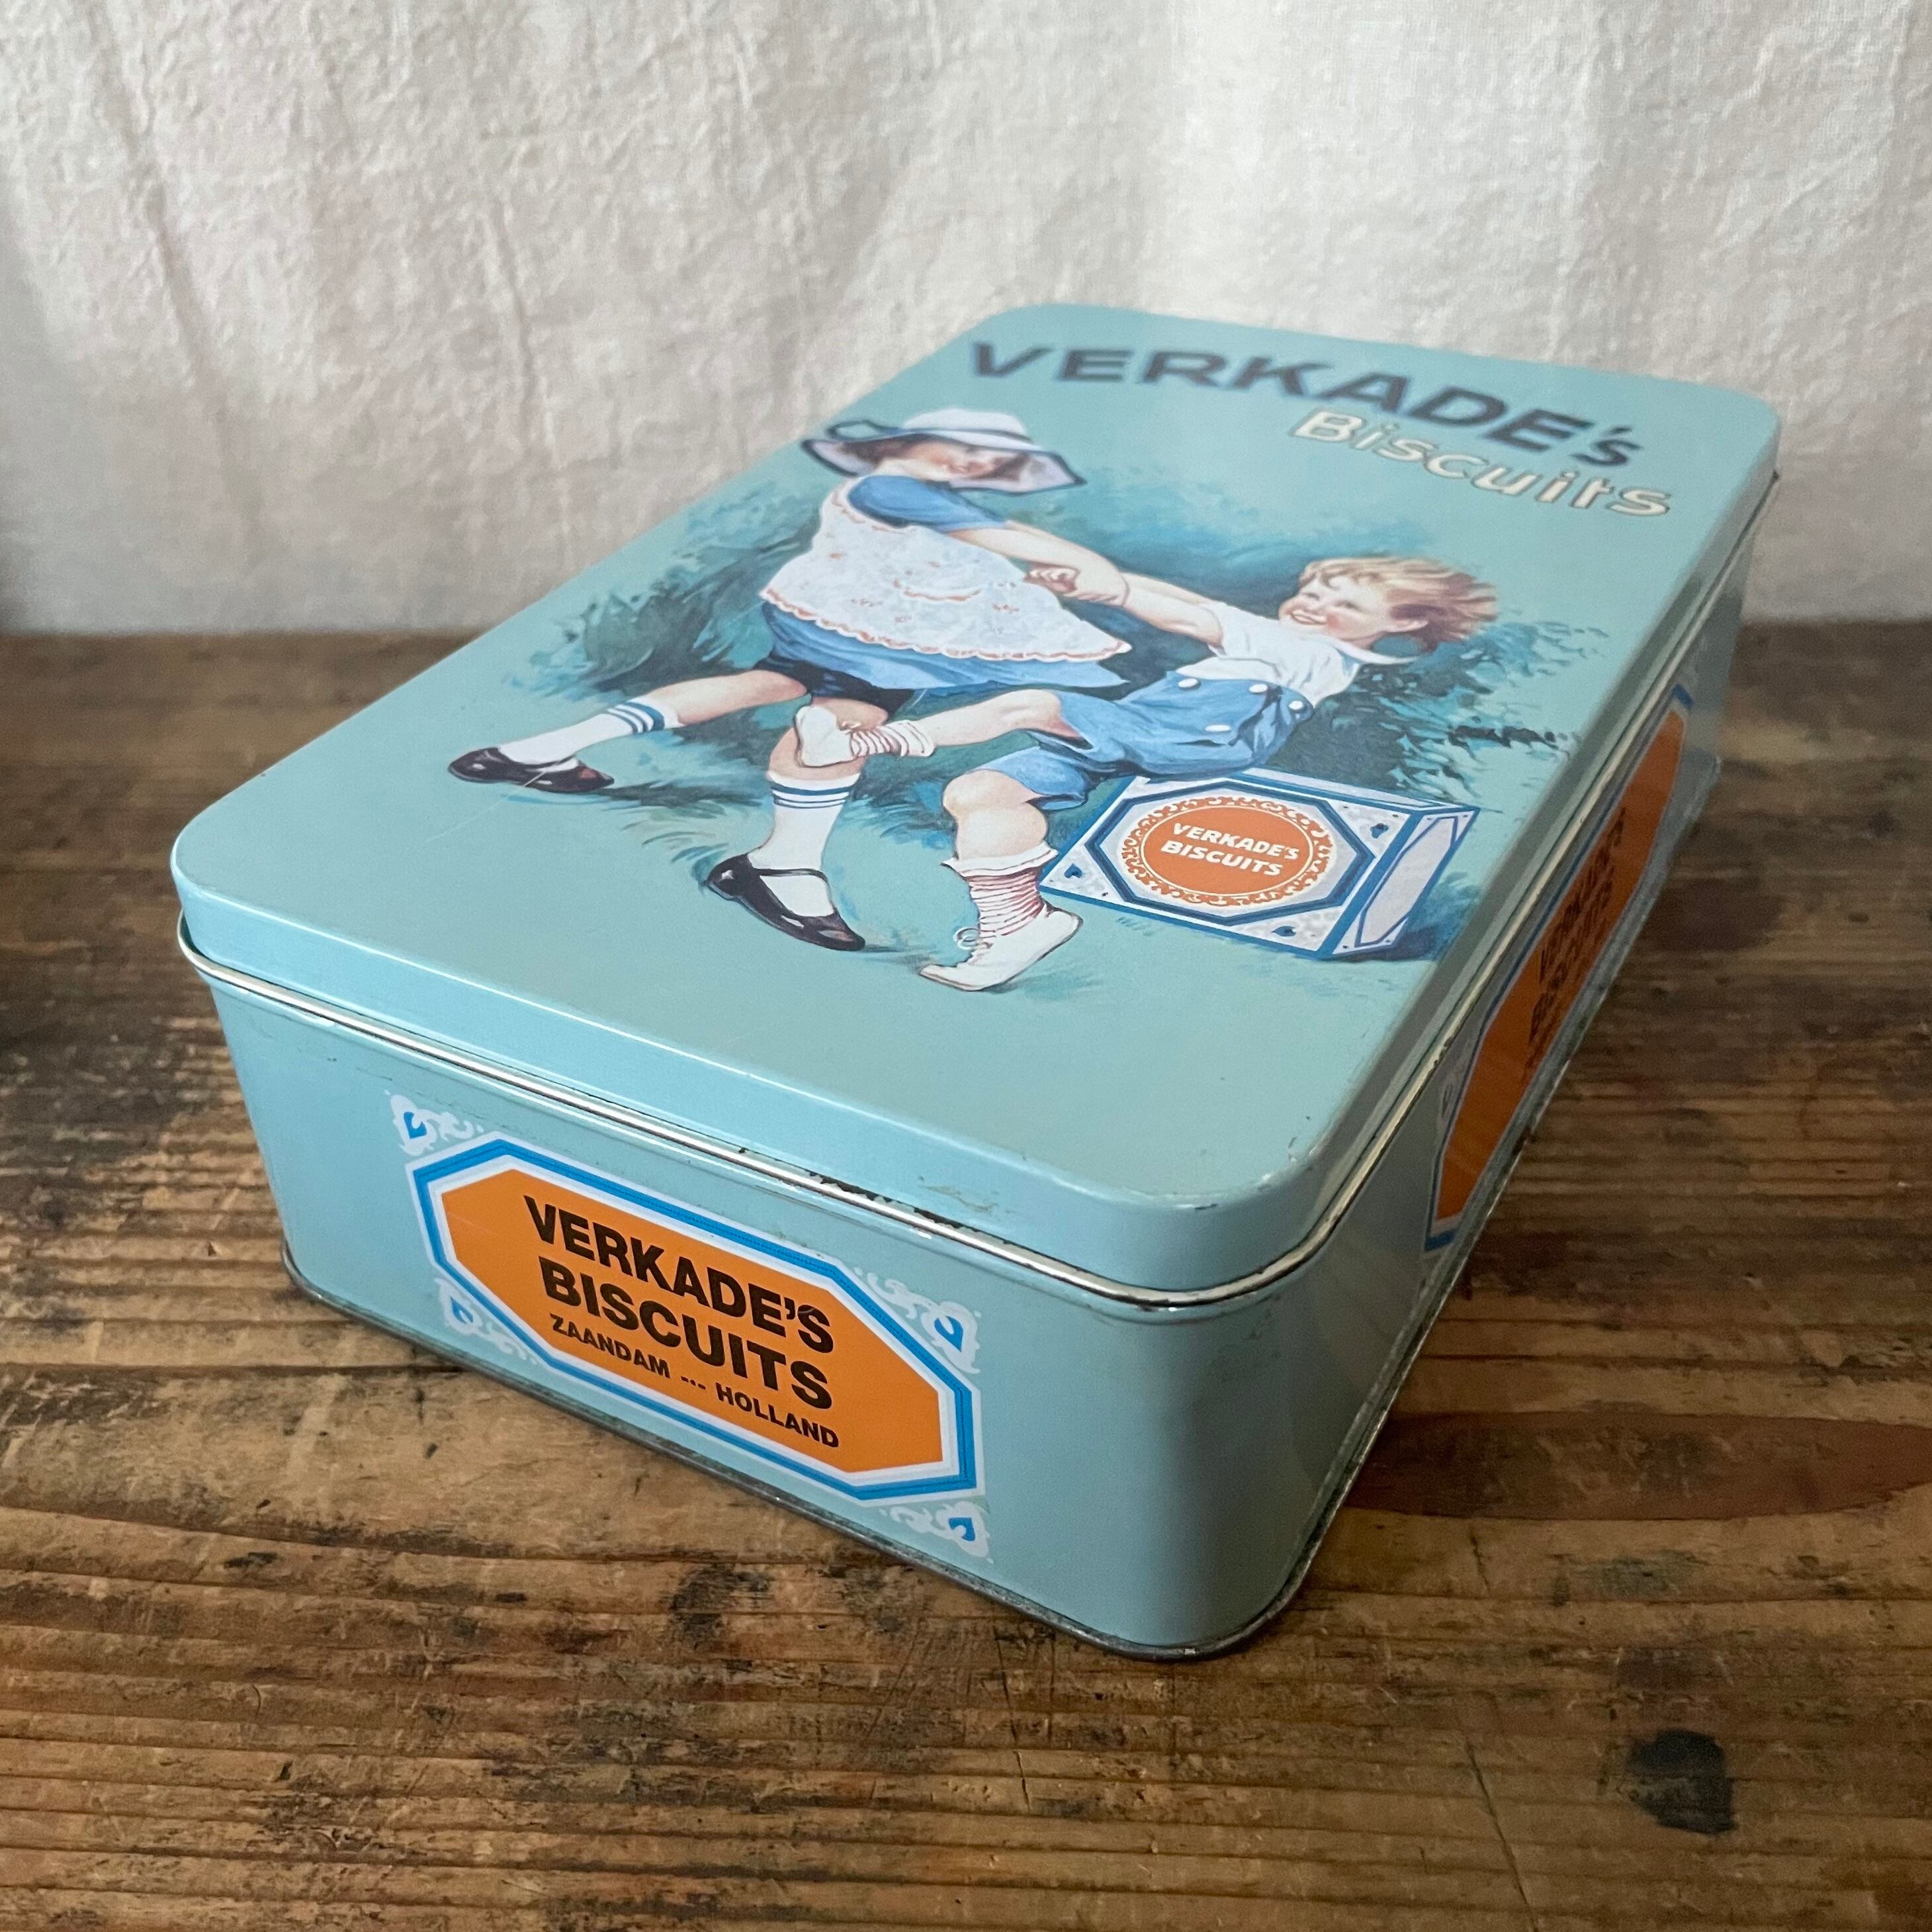 VERKADE's
Biscuits
VERKADE'S
BISCUITS
VERKADE'S
BISCUITS
ZAANDAM --- HOLLAND